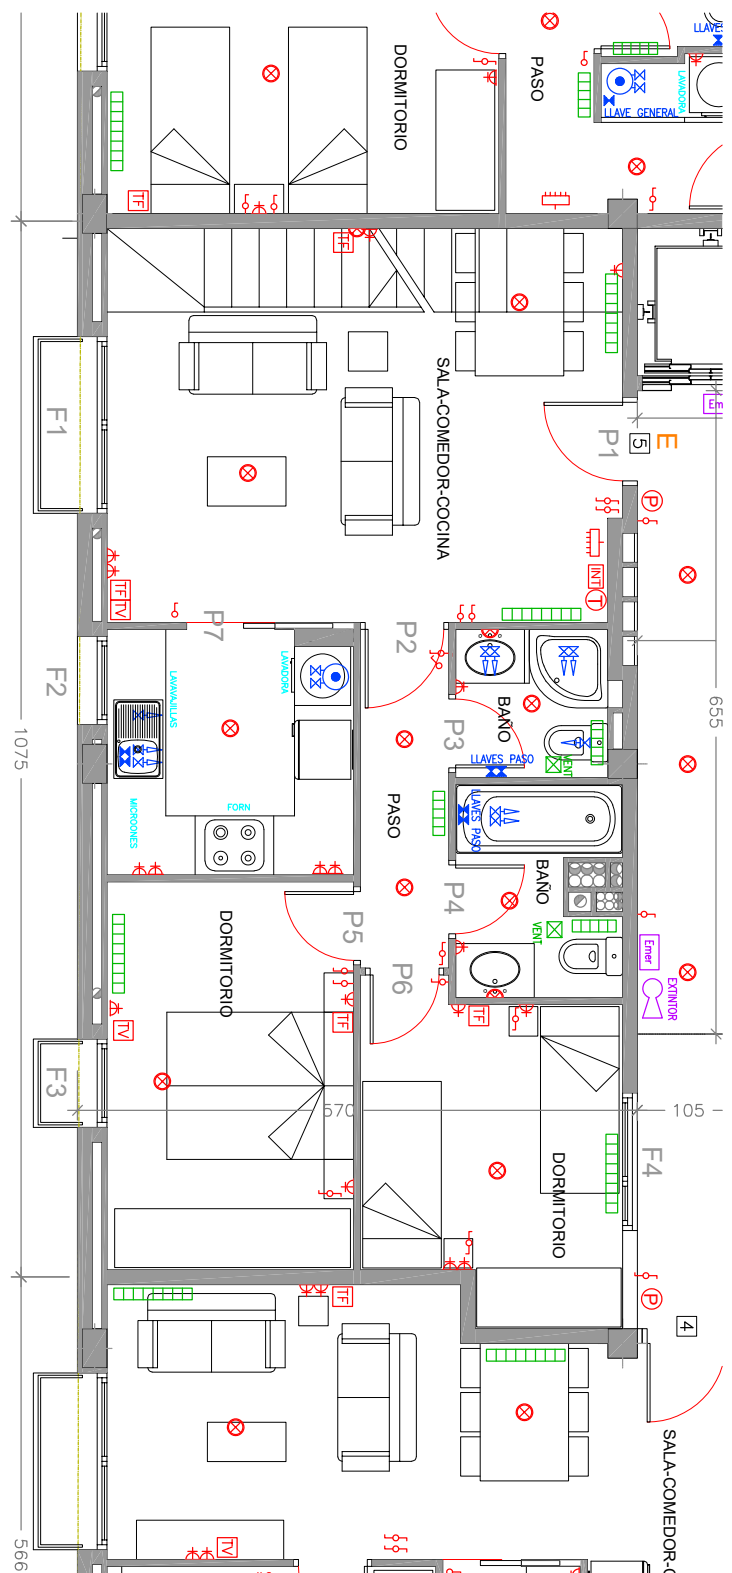 LLAVES
DORMITORIO
PASO
LAVADORA
LLAVE GENERAL
TF
TF
SALA-COMEDOR-COCINA
F1
P1
5
E
P
INT
T
TF
TV
P7
P2
F2
1075
655
LAVAVAJILLAS
LAVADORA
BAÑO
P3
LLAVES PASO
VENT
MICROONES
FORN
PASO
LLAVES PASO
BAÑO
P4
VENT
P5
P6
DORMITORIO
Emer
EXTINTOR
TV
TF
TF
F3
570
105
F4
DORMITORIO
P
4
TF
SALA-COMEDOR-C
TV
566